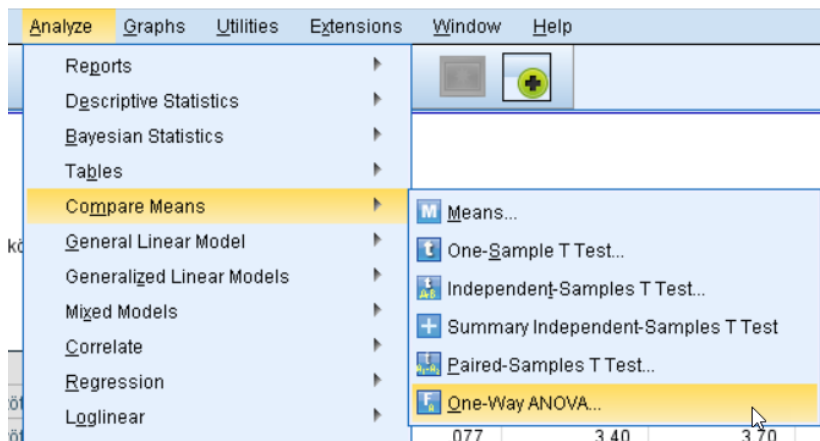 Analyze Graphs Utilities Extensions Window Help
Reports
Descriptive Statistics
Bayesian Statistics
Tables
Compare Means
General Linear Model
Generalized Linear Models
Mixed Models
Correlate
Regression
Loglinear
Means...
One-Sample T Test...
Independent-Samples T Test...
Summary Independent-Samples T Test
Paired-Samples T Test...
One-Way ANOVA...
077 3,40 3,70